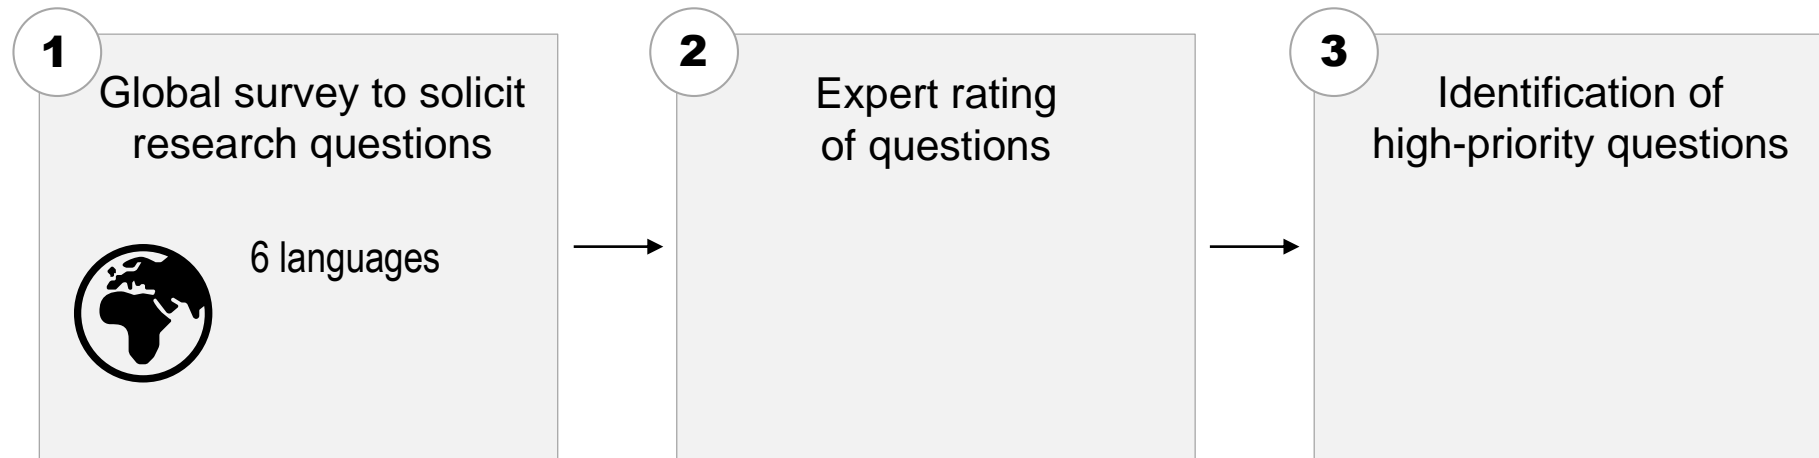 1
Global survey to solicit
research questions
6 languages
2
Expert rating
of questions
3
Identification of
high-priority questions